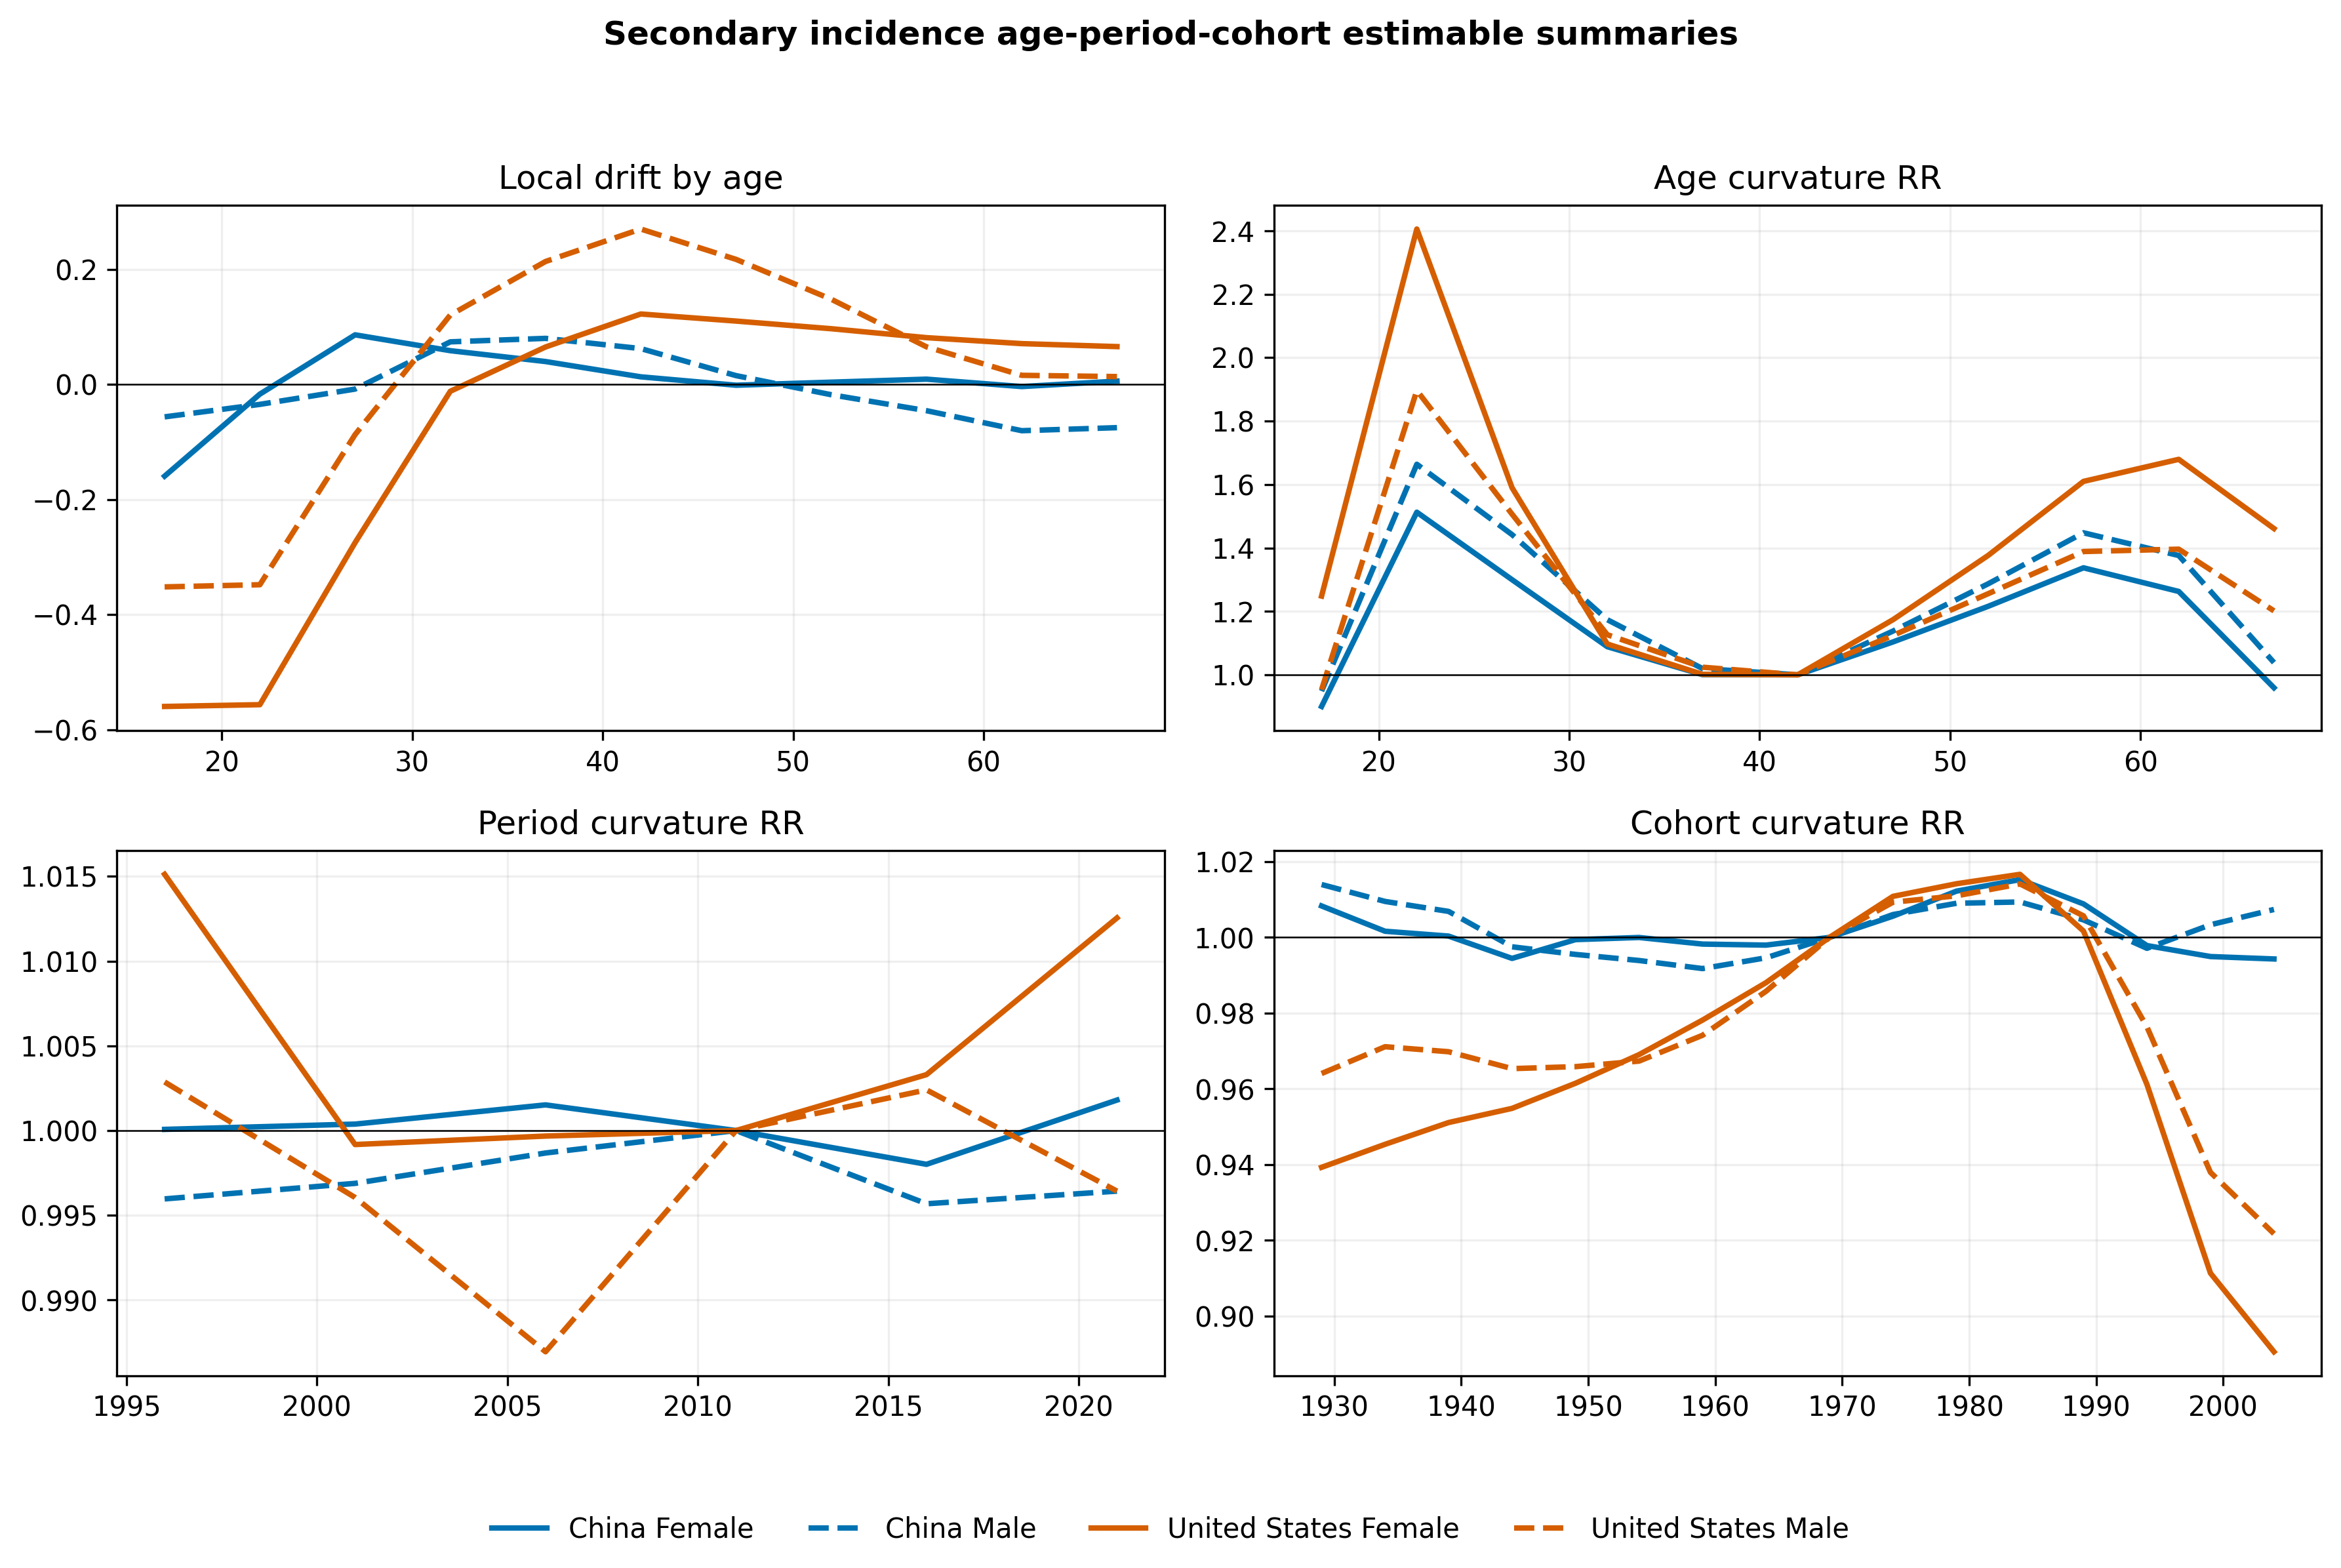 Secondary incidence age-period-cohort estimable summaries
Local drift by age
0.2
0.0
−0.2
−0.4
−0.6
20 30 40 50 60
Age curvature RR
2.4
2.2
2.0
1.8
1.6
1.4
1.2
1.0
20 30 40 50 60
Period curvature RR
1.015
1.010
1.005
1.000
0.995
0.990
1995 2000 2005 2010 2015 2020
Cohort curvature RR
1.02
1.00
0.98
0.96
0.94
0.92
0.90
1930 1940 1950 1960 1970 1980 1990 2000
China Female China Male United States Female United States Male